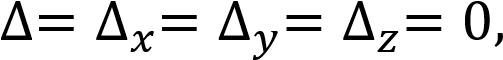 Δ= Δ_x= Δ_y= Δ_z= 0,